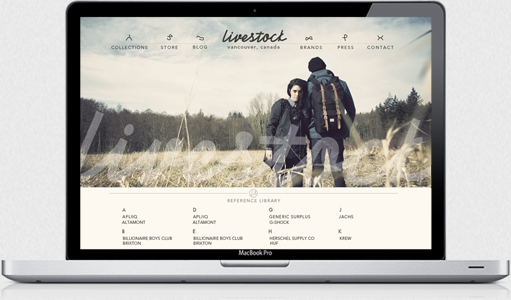 livestock
vancouver, canada
COLLECTIONS STORE BLOG BRANDS PRESS CONTACT
livestock
REFERENCE LIBRARY
A D G J
APLIIQ APLIIQ GENERIC SURPLUS JACHS
ALTAMONT ALTAMONT G-SHOCK
B E H K
BILLIONAIRE BOYS CLUB BILLIONAIRE BOYS CLUB HERSCHEL SUPPLY CO KREW
BRIXTON BRIXTON HUF
MacBook Pro